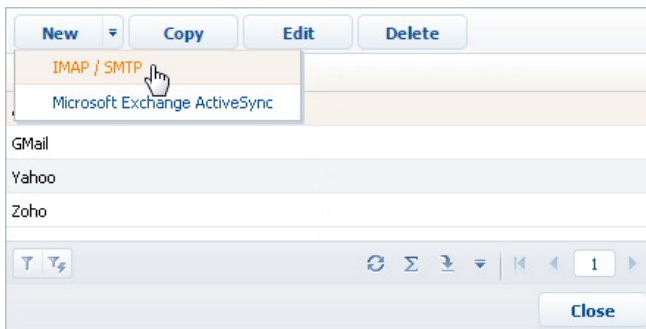 New Copy Edit Delete
IMAP / SMTP
Microsoft Exchange ActiveSync
GMail
Yahoo
Zoho
Σ 1
Close